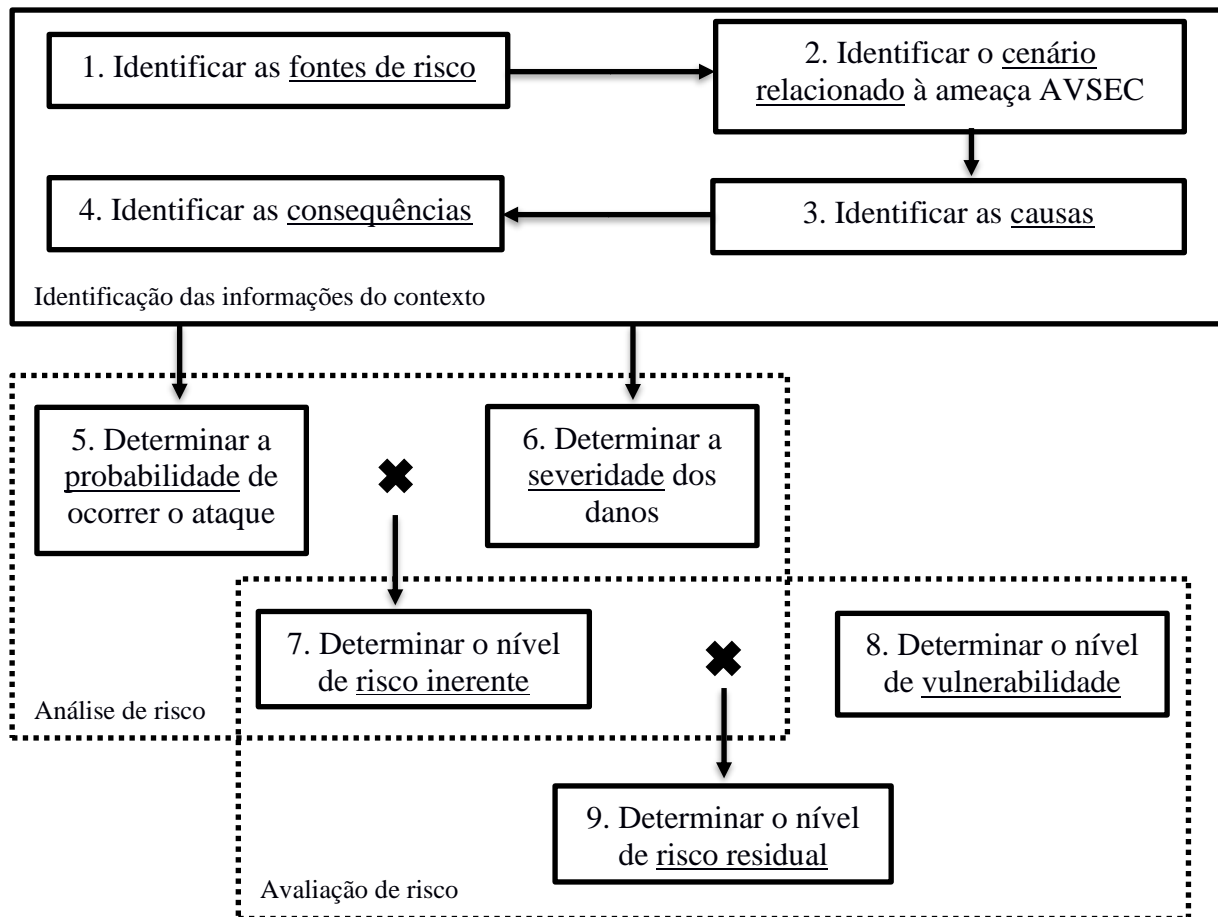 1. Identificar as fontes de risco
2. Identificar o cenário
relacionado à ameaça AVSEC
3. Identificar as causas
4. Identificar as consequências
Identificação das informações do contexto
5. Determinar a
probabilidade de
ocorrer o ataque
6. Determinar a
severidade dos
danos
7. Determinar o nível
de risco inerente
8. Determinar o nível
de vulnerabilidade
Análise de risco
9. Determinar o nível
de risco residual
Avaliação de risco